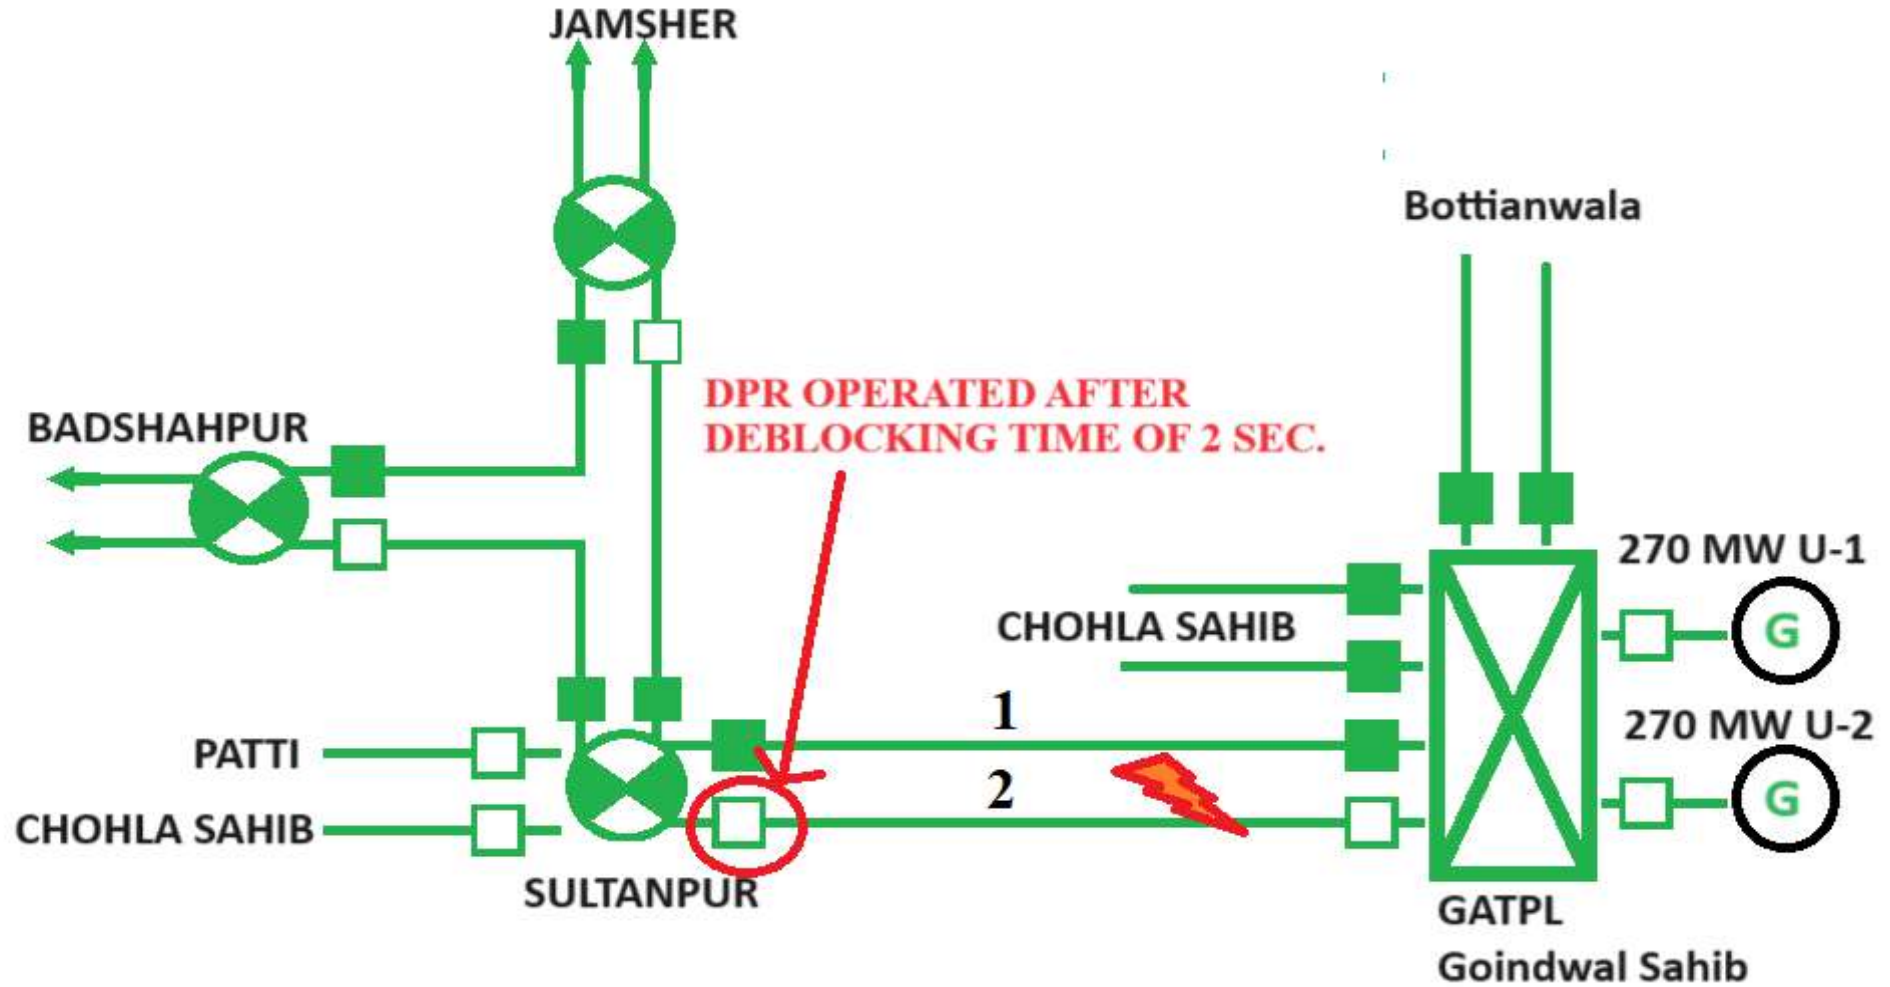 JAMSHER
Bottianwala
DPR OPERATED AFTER
DEBLOCKING TIME OF 2 SEC.
BADSHAHPUR
270 MW U-1
G
CHOHLA SAHIB
1
270 MW U-2
PATTI
2
G
CHOHLA SAHIB
SULTANPUR
GATPL
Goindwal Sahib